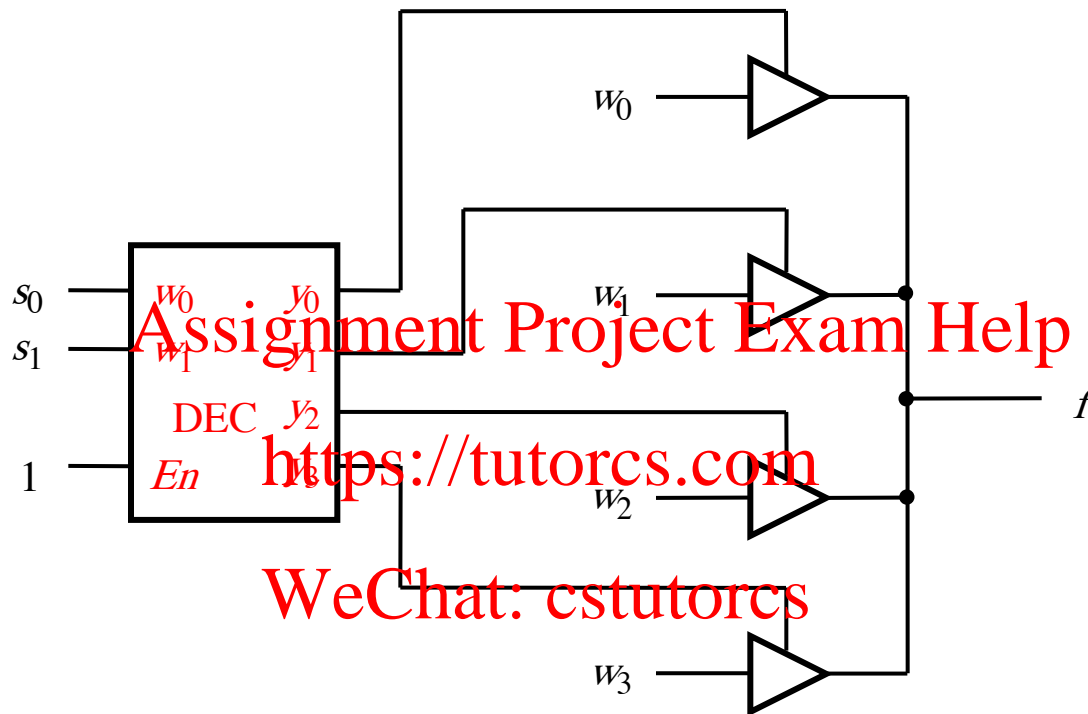 w0
s0
w0
y0
w1
Assignment Project Exam Help
s1
w1
y1
f
DEC
y2
https://tutorcs.com
1
En
y3
w2
WeChat: cstutorcs
w3